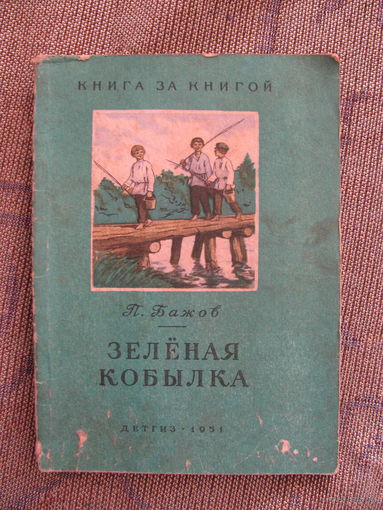 КНИГА ЗА КНИГОЙ
П. Бажов
ЗЕЛЁНАЯ
КОБЫЛКА
ДЕТГИЗ · 1951